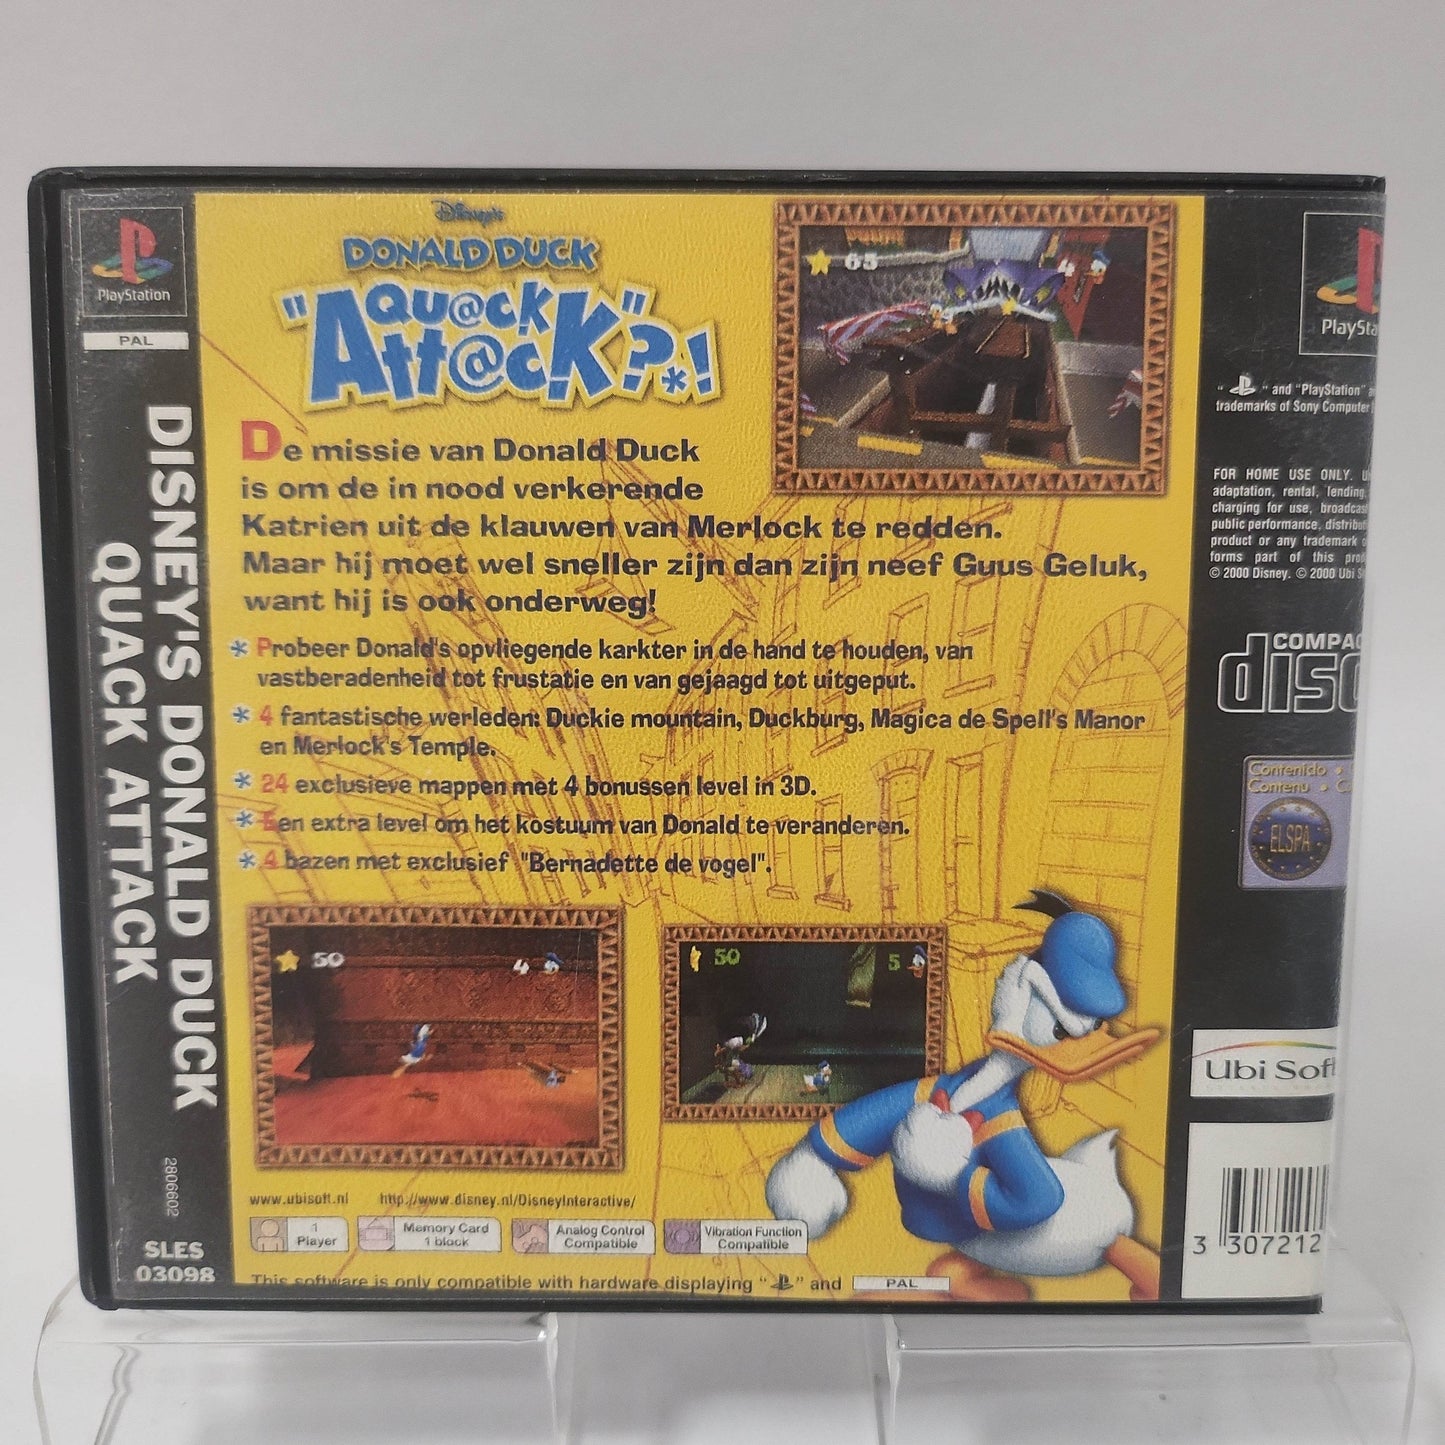 PlayStation
PAL
DISNEY'S DONALD DUCK
QUACK ATTACK
2806602
SLES
03098
Disney's
DONALD DUCK
"QU@CK
Att@cK"?*!
De missie van Donald Duck
is om de in nood verkerende
Katrien uit de klauwen van Merlock te redden.
Maar hij moet wel sneller zijn dan zijn neef Guus Geluk,
want hij is ook onderweg!
* Probeer Donald's opvliegende karkter in de hand te houden, van
vastberadenheid tot frustatie en van gejaagd tot uitgeput.
* 4 fantastische werleden: Duckie mountain, Duckburg, Magica de Spell's Manor
en Merlock's Temple.
* 24 exclusieve mappen met 4 bonussen level in 3D.
* Een extra level om het kostuum van Donald te veranderen.
* 4 bazen met exclusief "Bernadette de vogel".
63 4
50 4
50 5
www.ubisoft.nl http://www.disney.nl/DisneyInteractive/
1
Player
Memory Card
1 block
Analog Control
Compatible
Vibration Function
Compatible
This software is only compatible with hardware displaying " " and PAL
PlaySta
" " and "PlayStation" a
trademarks of Sony Computer
FOR HOME USE ONLY. U
adaptation, rental, lending,
charging for use, broadcas
public performance, distribut
product or any trademark o
forms part of this prod
© 2000 Disney. © 2000 Ubi S
COMPAC
disc
Contenido •
Contenu • C
ELSPA
Ubi Soft
3 307212